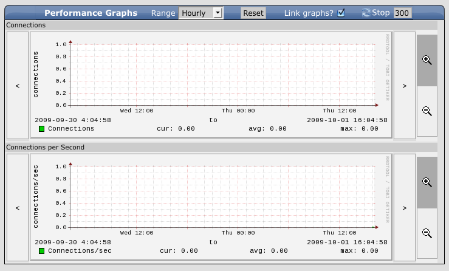 Performance Graphs Range Hourly Reset Link graphs? Stop 300
Connections
connections
1.0
0.8
0.6
0.4
0.2
0.0
Wed 12:00 Thu 00:00 Thu 12:00
2009-09-30 4:04:58 to 2009-10-01 16:04:58
Connections cur: 0.00 avg: 0.00 max: 0.00
< >
Connections per Second
connections/sec
1.0
0.8
0.6
0.4
0.2
0.0
Wed 12:00 Thu 00:00 Thu 12:00
2009-09-30 4:04:58 to 2009-10-01 16:04:58
Connections/sec cur: 0.00 avg: 0.00 max: 0.00
< >